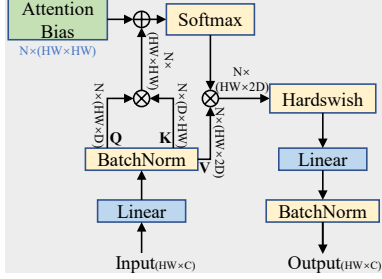 Attention
Bias
N×(HW×HW)
Softmax
N×
(HW×HW)
N×
(HW×2D)
Hardswish
N×(HW×D)
Q
K
N×(D×HW)
V
N×(HW×2D)
BatchNorm
Linear
Linear
BatchNorm
Input(HW×C)
Output(HW×C)